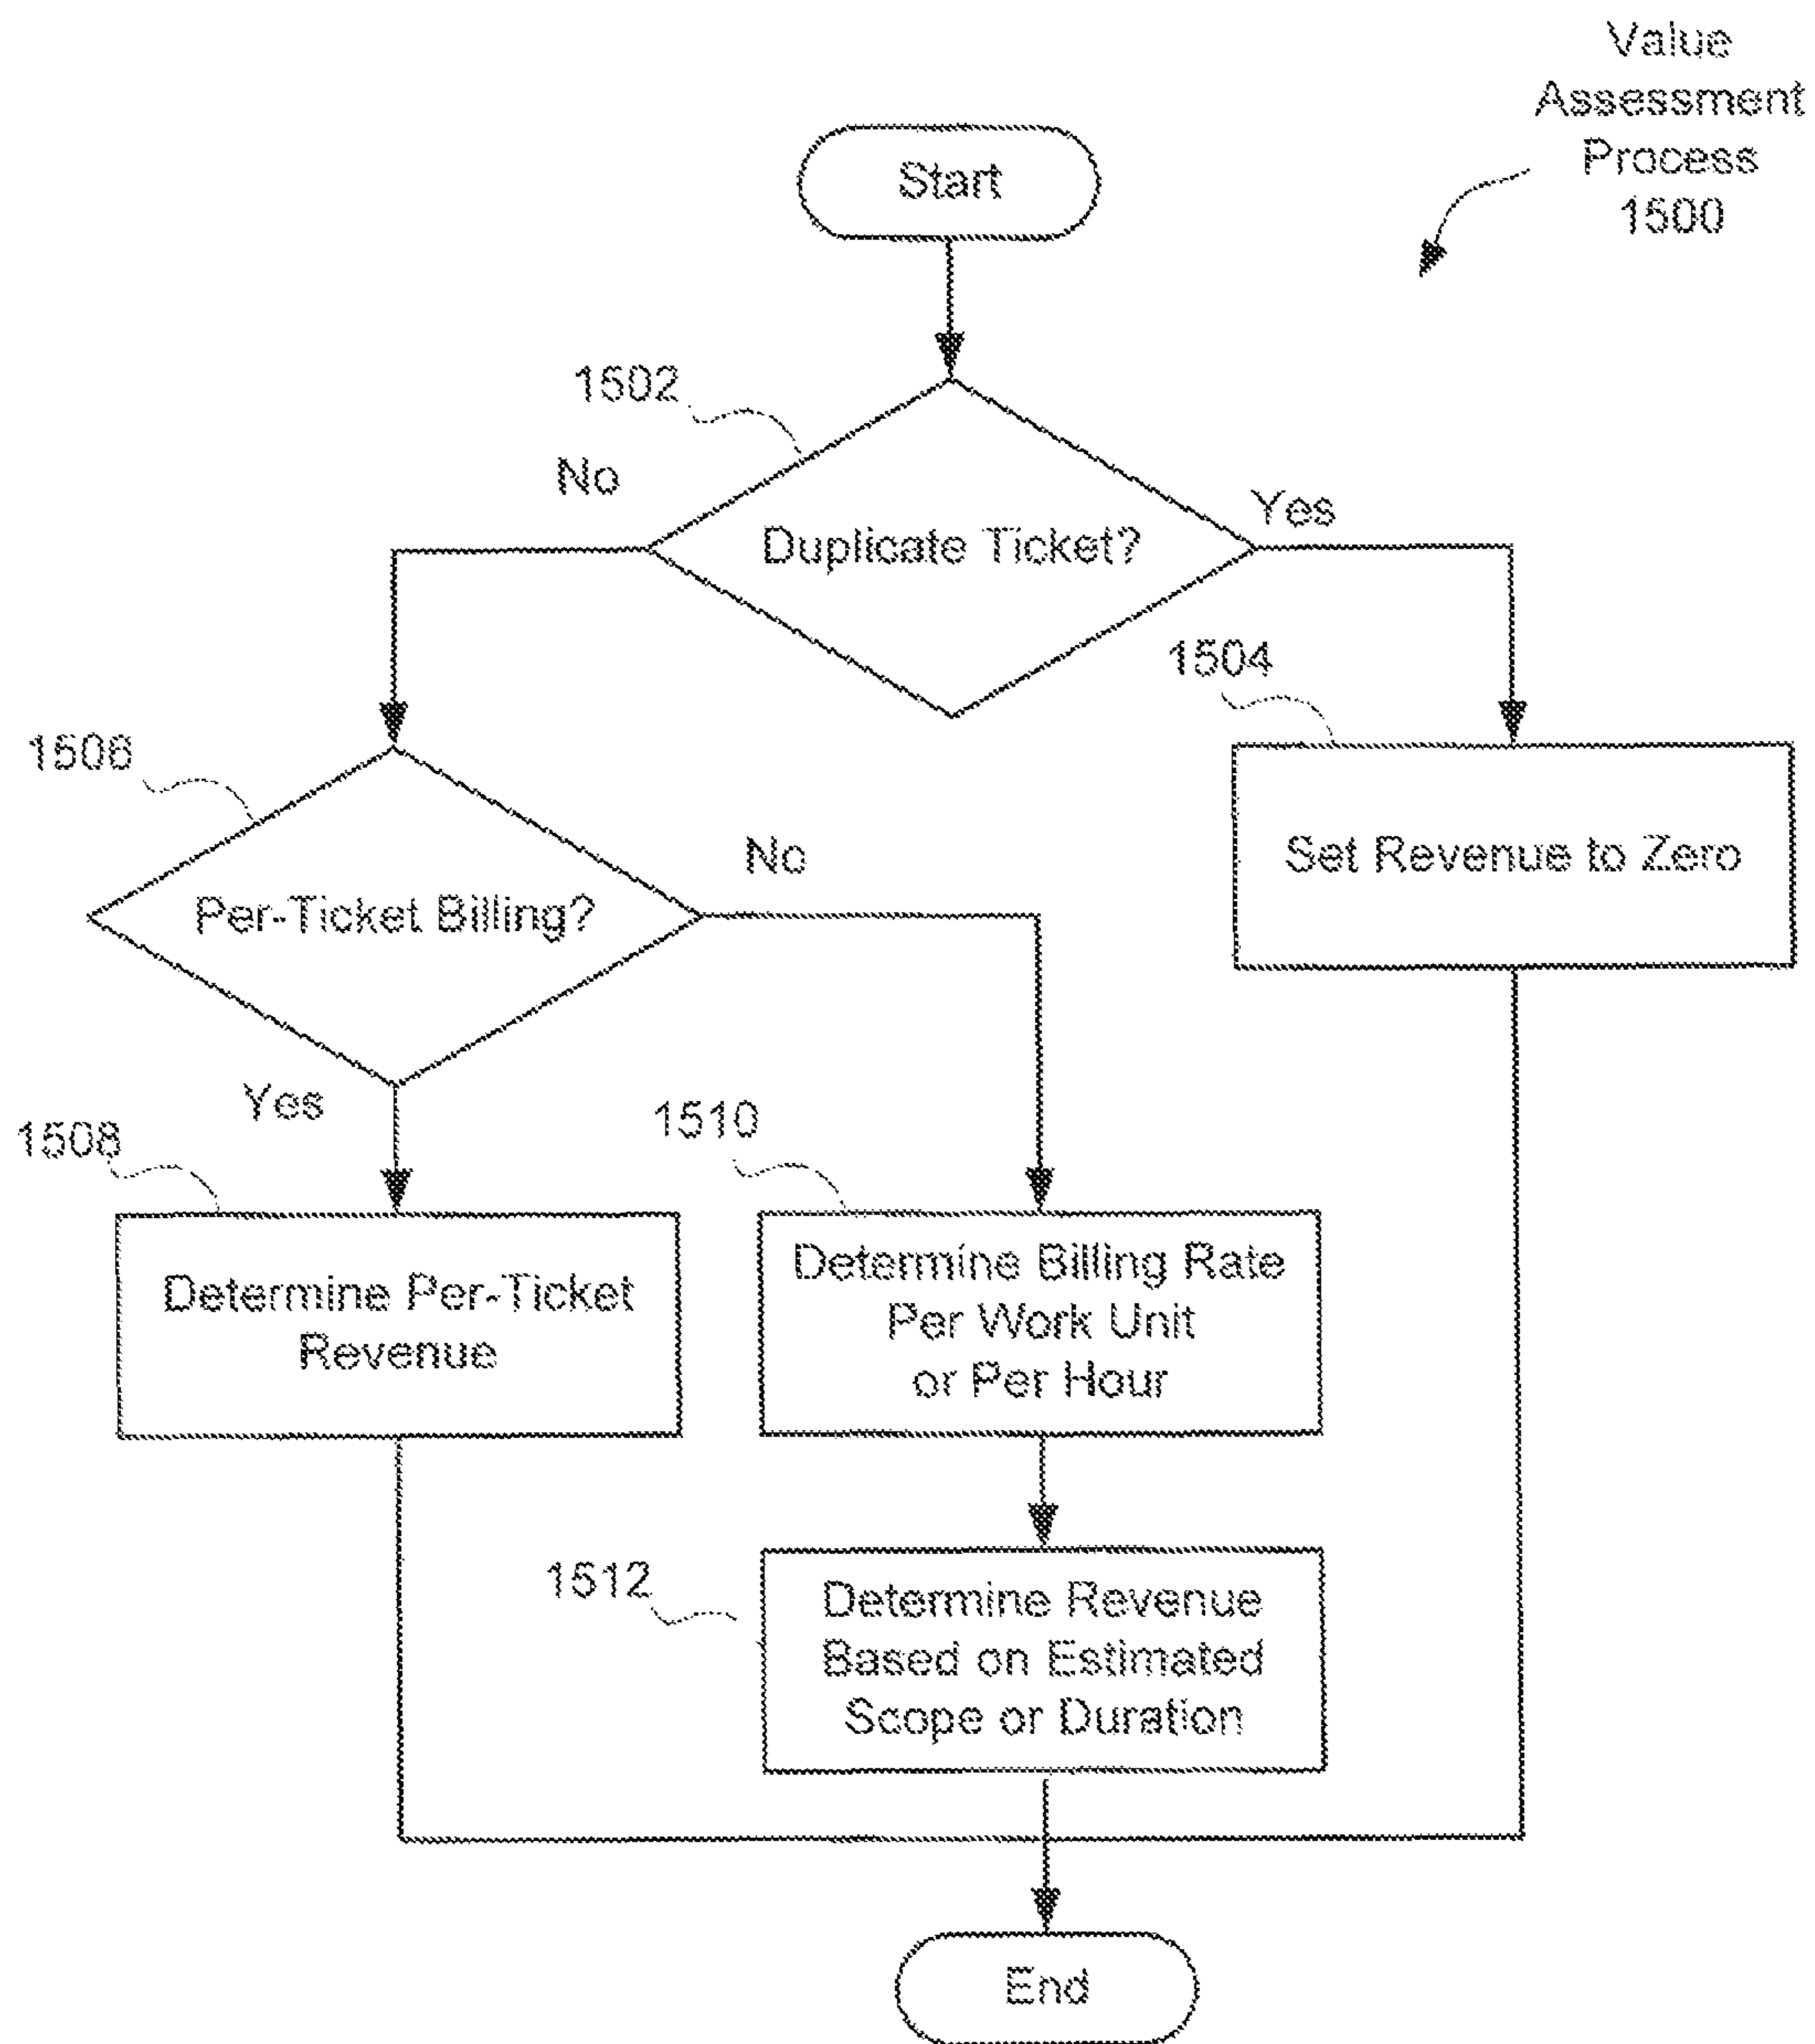 Value
Assessment
Process
1500
Start
1502
No
Duplicate Ticket?
Yes
1504
1506
Set Revenue to Zero
No
Per-Ticket Billing?
Yes
1508
1510
Determine Per-Ticket
Revenue
Determine Billing Rate
Per Work Unit
or Per Hour
1512
Determine Revenue
Based on Estimated
Scope or Duration
End